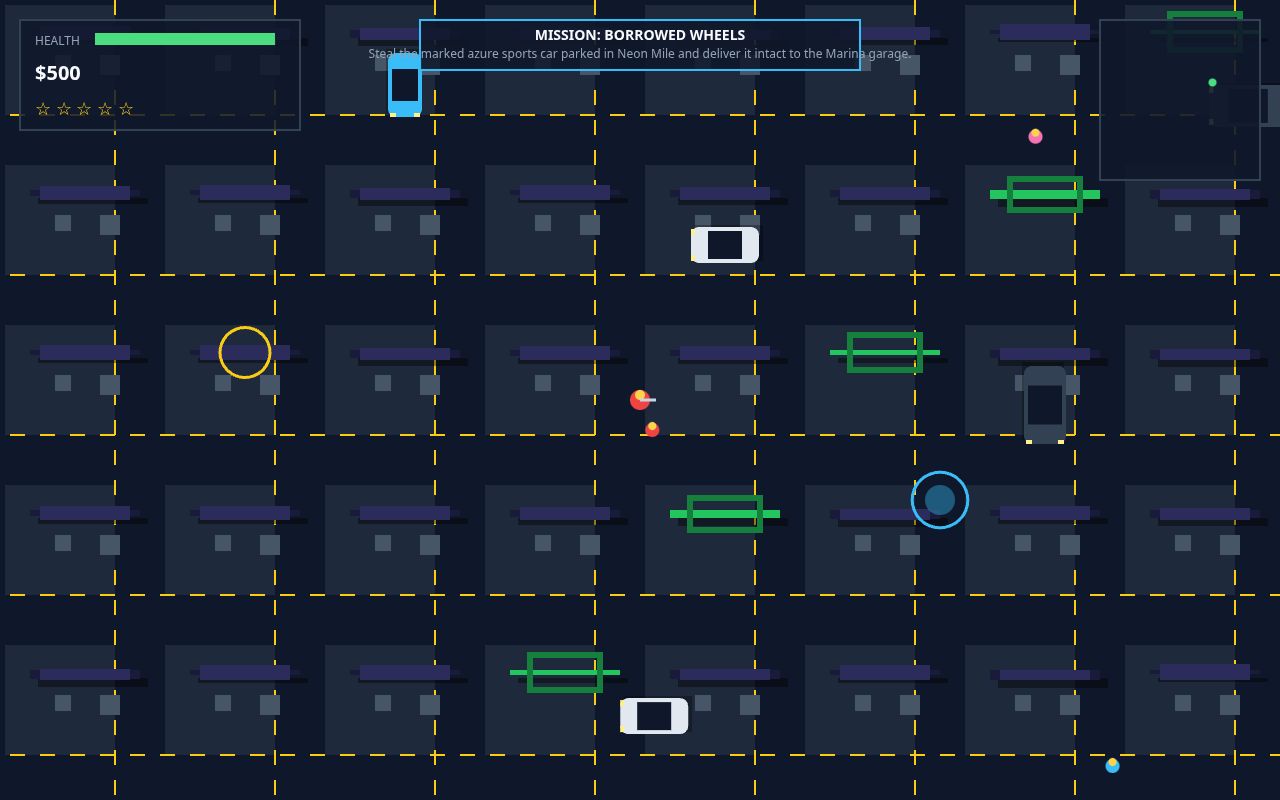 HEALTH
$500
☆☆☆☆☆
MISSION: BORROWED WHEELS
Steal the marked azure sports car parked in Neon Mile and deliver it intact to the Marina garage.